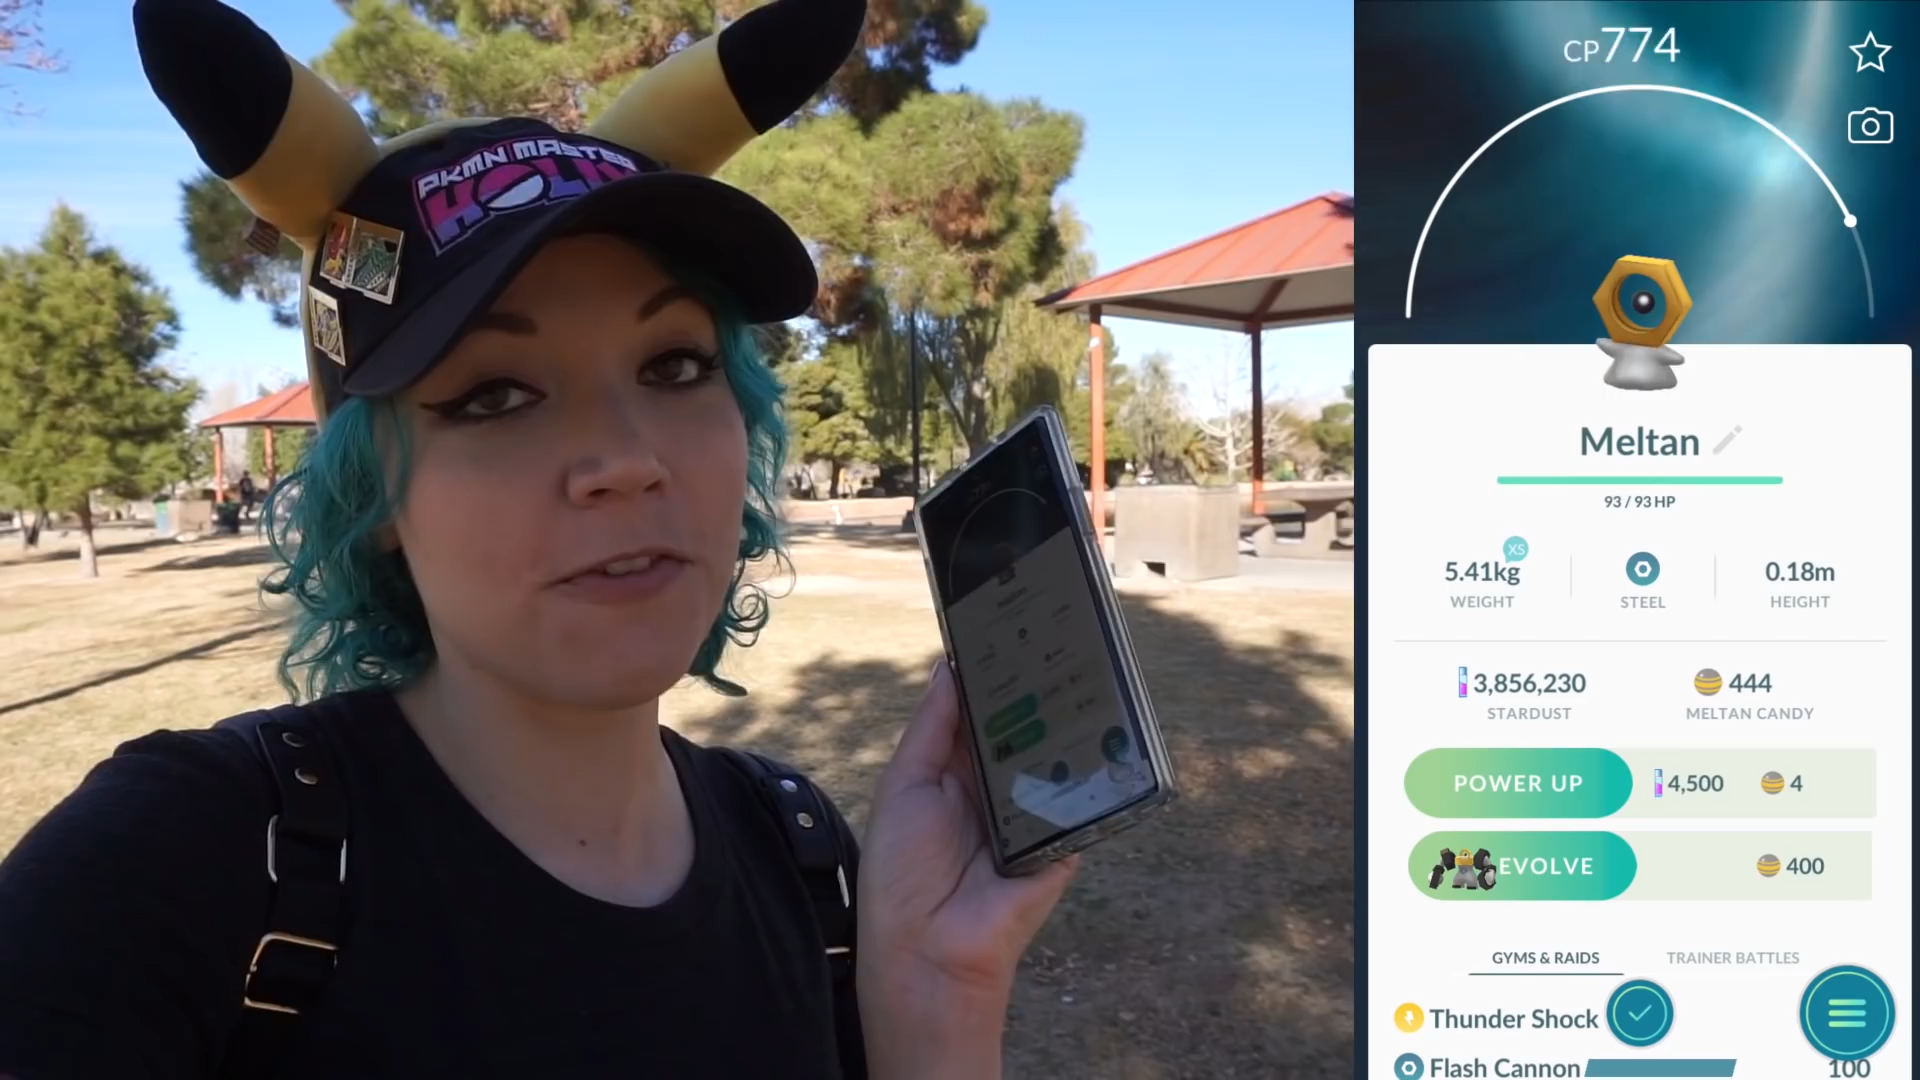 PKMN MASTER
HOLLY
CP774
Meltan
93 / 93 HP
XS
5.41kg
WEIGHT
STEEL
0.18m
HEIGHT
3,856,230
STARDUST
444
MELTAN CANDY
POWER UP
4,500
4
EVOLVE
400
GYMS & RAIDS
TRAINER BATTLES
Thunder Shock
Flash Cannon
100